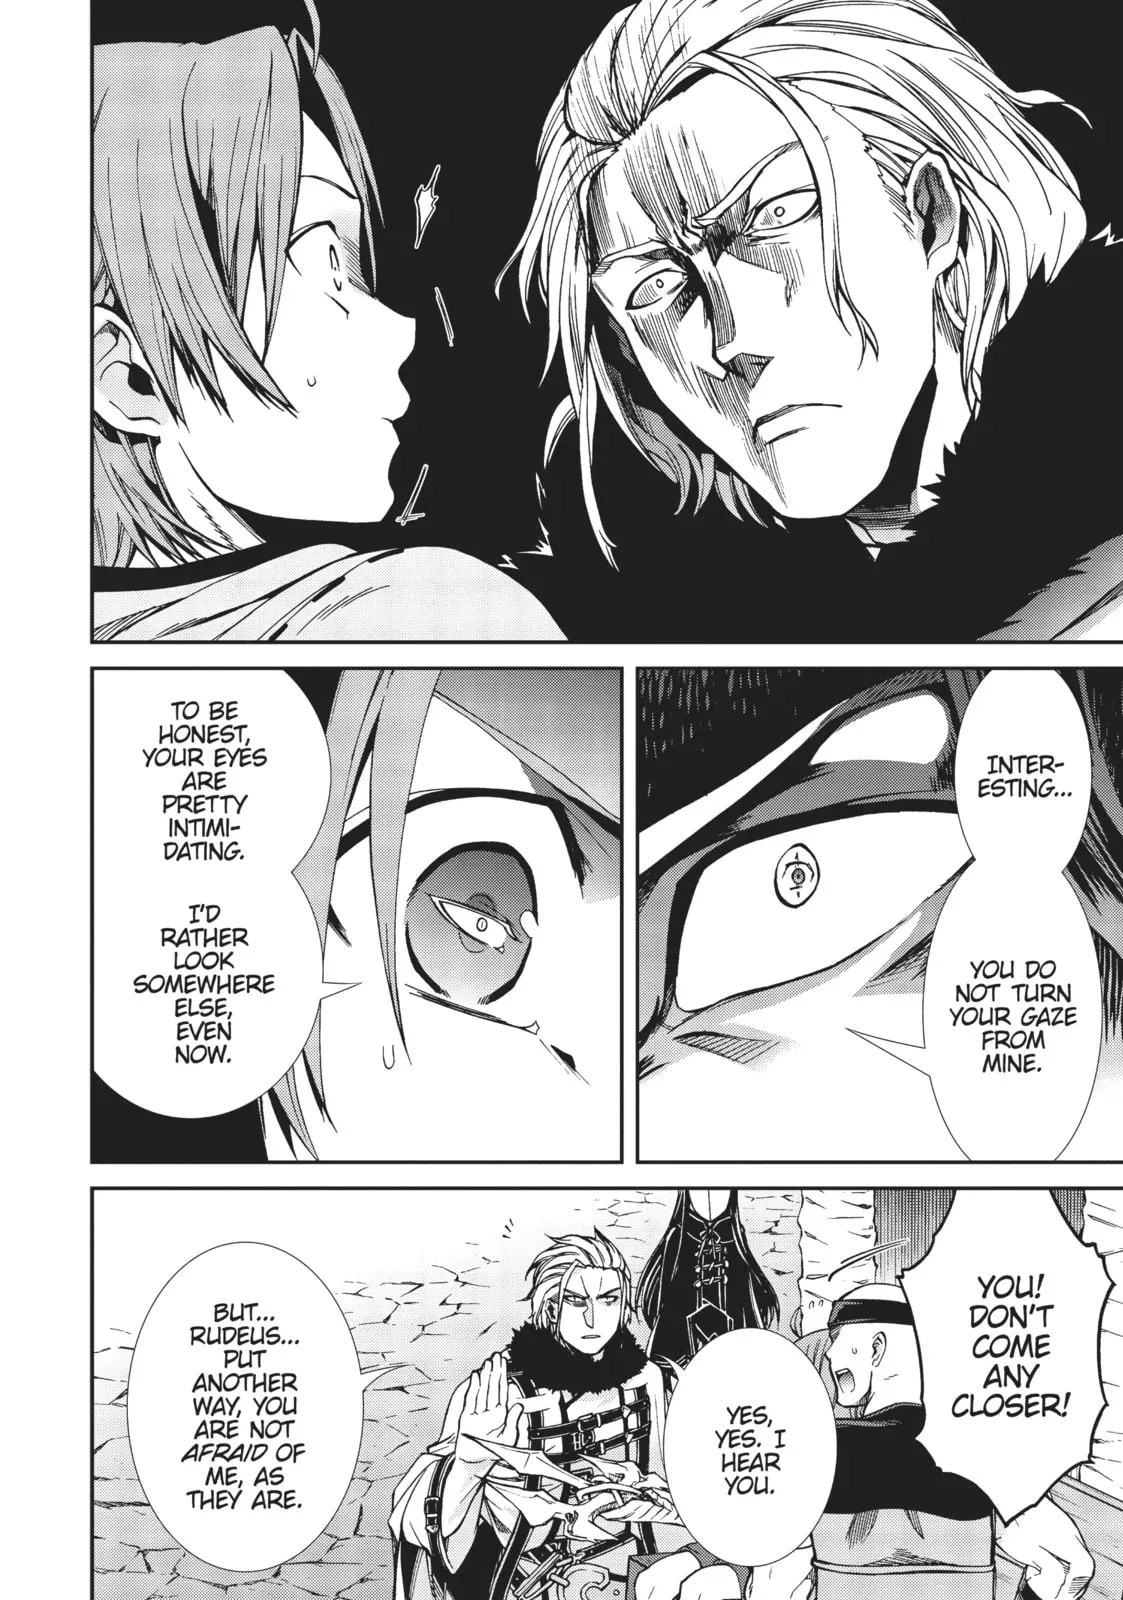 INTER-
ESTING...
YOU DO
NOT TURN
YOUR GAZE
FROM
MINE.
TO BE
HONEST,
YOUR EYES
ARE
PRETTY
INTIMI-
DATING.
I'D
RATHER
LOOK
SOMEWHERE
ELSE,
EVEN
NOW.
YOU!
DON'T
COME
ANY
CLOSER!
YES,
YES. I
HEAR
YOU.
BUT...
RUDEUS...
PUT
ANOTHER
WAY, YOU
ARE NOT
AFRAID OF
ME, AS
THEY ARE.